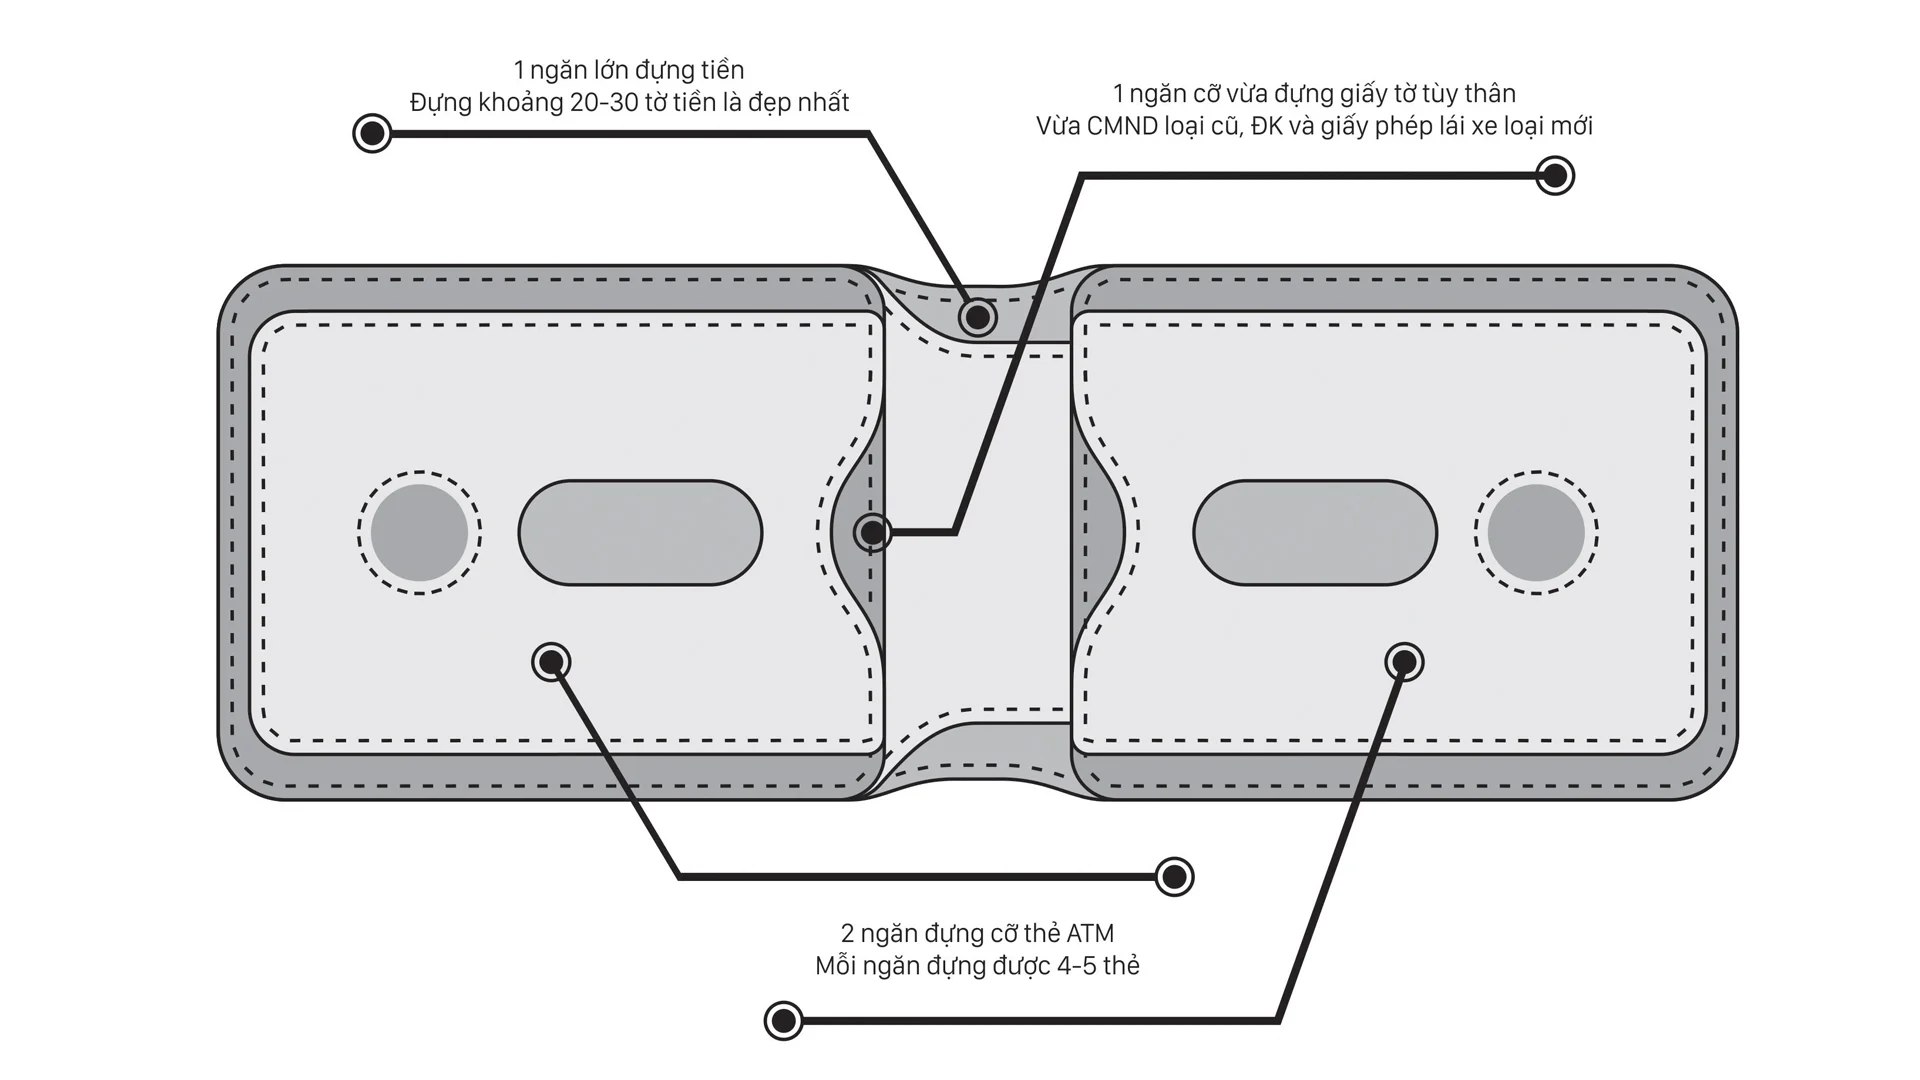 1 ngăn lớn đựng tiền
Đựng khoảng 20-30 tờ tiền là đẹp nhất
1 ngăn cỡ vừa đựng giấy tờ tùy thân
Vừa CMND loại cũ, ĐK và giấy phép lái xe loại mới
2 ngăn đựng cỡ thẻ ATM
Mỗi ngăn đựng được 4-5 thẻ